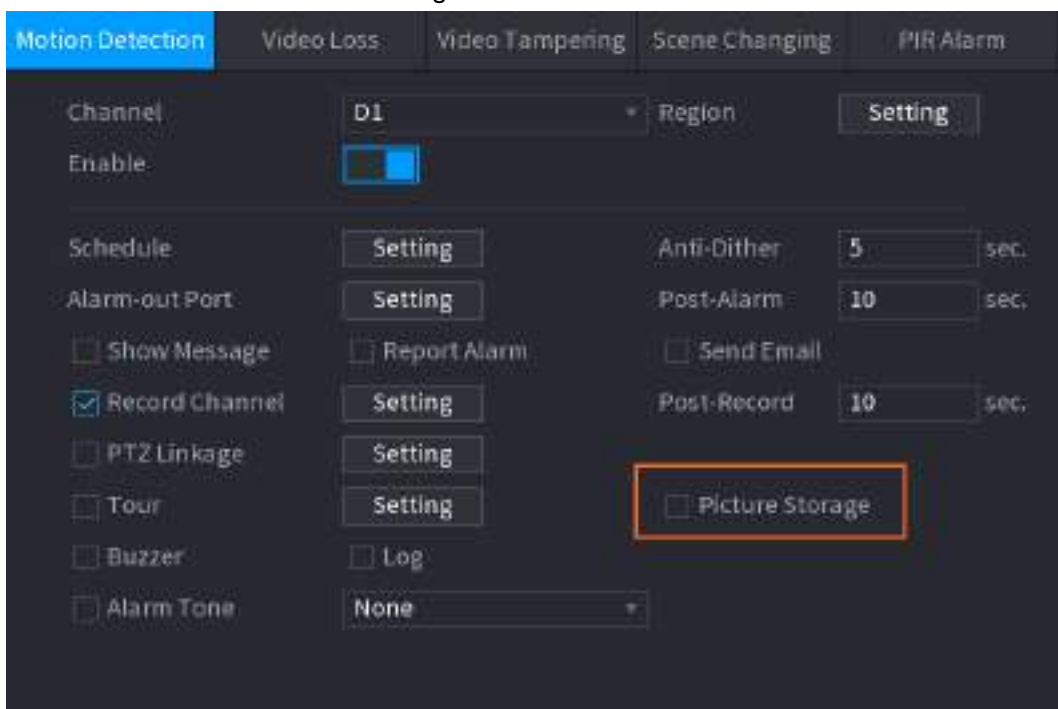 Motion Detection Video Loss Video Tampering Scene Changing PIR Alarm
Channel D1 Region Setting
Enable
Schedule Setting Anti-Dither 5 sec.
Alarm-out Port Setting Post-Alarm 10 sec.
Show Message Report Alarm Send Email
Record Channel Setting Post-Record 10 sec.
PTZ Linkage Setting
Tour Setting Picture Storage
Buzzer Log
Alarm Tone None